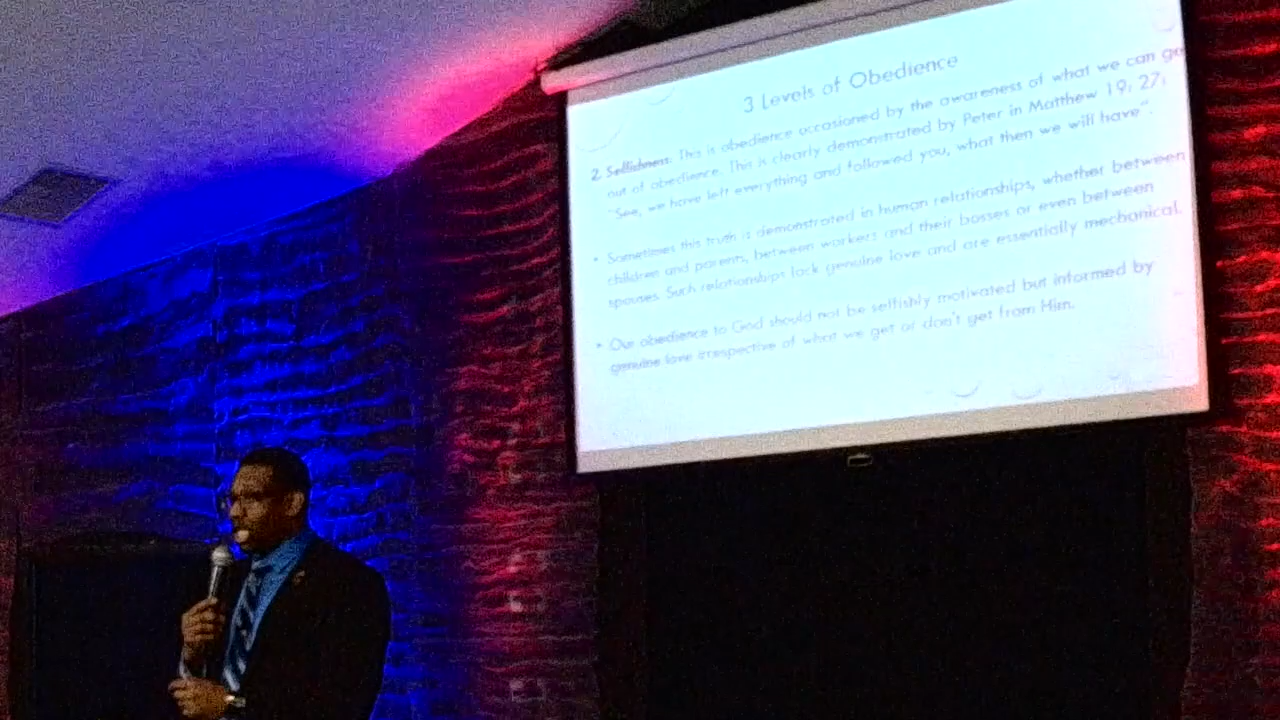 3 Levels of Obedience
2. Selfishness: This is obedience occasioned by the awareness of what we can ge
out of obedience. This is clearly demonstrated by Peter in Matthew 19: 27;
"See, we have left everything and followed you, what then we will have".
• Sometimes this truth is demonstrated in human relationships, whether between
children and parents, between workers and their bosses or even between
spouses. Such relationships lack genuine love and are essentially mechanical.
• Our obedience to God should not be selfishly motivated but informed by
genuine love irrespective of what we get or don't get from Him.